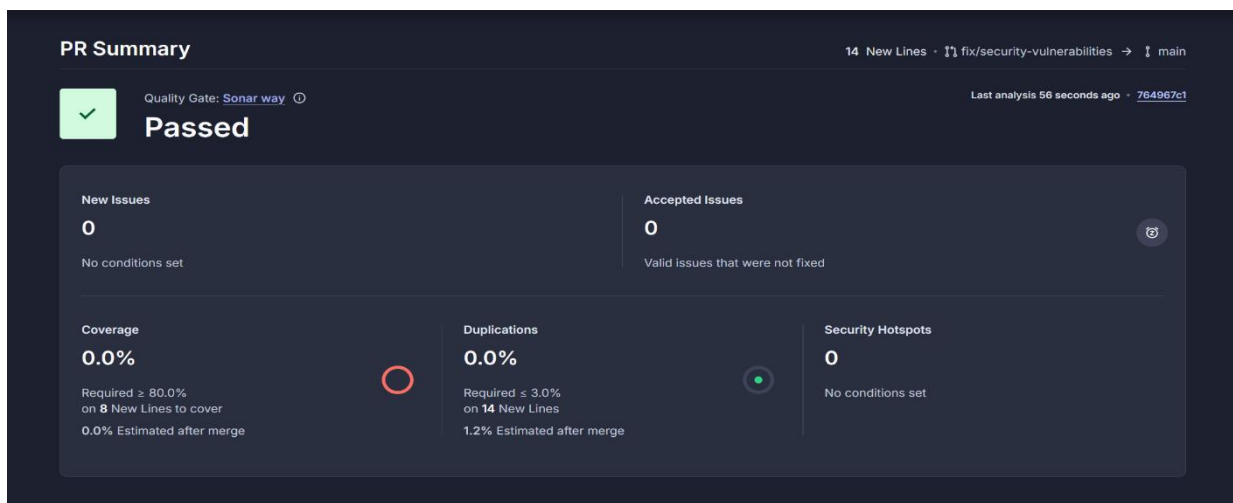 PR Summary
14 New Lines • fix/security-vulnerabilities → main
Quality Gate: Sonar way
Last analysis 56 seconds ago • 764967c1
Passed
New Issues
0
No conditions set
Accepted Issues
0
Valid issues that were not fixed
Coverage
0.0%
Required ≥ 80.0%
on 8 New Lines to cover
0.0% Estimated after merge
Duplications
0.0%
Required ≤ 3.0%
on 14 New Lines
1.2% Estimated after merge
Security Hotspots
0
No conditions set